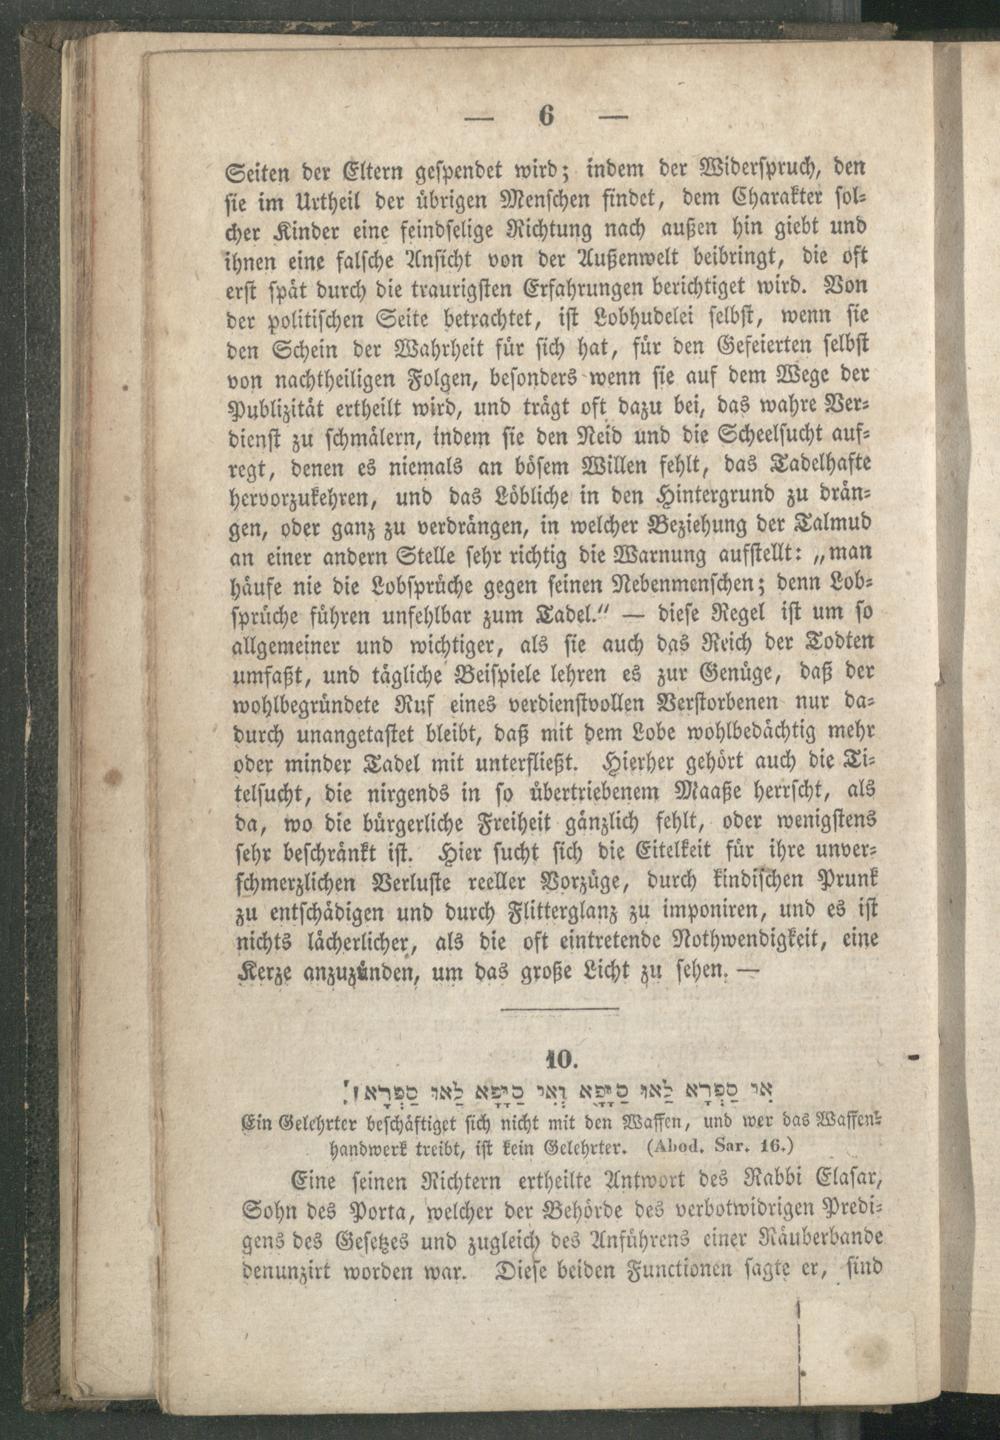 — 6 —
Seiten der Eltern gespendet wird; indem der Widerspruch, den
sie im Urtheil der übrigen Menschen findet, dem Charakter sol-
cher Kinder eine feindselige Richtung nach außen hin giebt und
ihnen eine falsche Ansicht von der Außenwelt beibringt, die oft
erst spät durch die traurigsten Erfahrungen berichtiget wird. Von
der politischen Seite betrachtet, ist Lobhudelei selbst, wenn sie
den Schein der Wahrheit für sich hat, für den Gefeierten selbst
von nachtheiligen Folgen, besonders wenn sie auf dem Wege der
Publizität ertheilt wird, und trägt oft dazu bei, das wahre Ver-
dienst zu schmälern, indem sie den Neid und die Scheelsucht auf-
regt, denen es niemals an bösem Willen fehlt, das Tadelhafte
hervorzukehren, und das Löbliche in den Hintergrund zu drän-
gen, oder ganz zu verdrängen, in welcher Beziehung der Talmud
an einer andern Stelle sehr richtig die Warnung aufstellt: „man
häufe nie die Lobsprüche gegen seinen Nebenmenschen; denn Lob-
sprüche führen unfehlbar zum Tadel.“ — diese Regel ist um so
allgemeiner und wichtiger, als sie auch das Reich der Todten
umfaßt, und tägliche Beispiele lehren es zur Genüge, daß der
wohlbegründete Ruf eines verdienstvollen Verstorbenen nur da-
durch unangetastet bleibt, daß mit dem Lobe wohlbedächtig mehr
oder minder Tadel mit unterfließt. Hierher gehört auch die Ti-
telsucht, die nirgends in so übertriebenem Maaße herrscht, als
da, wo die bürgerliche Freiheit gänzlich fehlt, oder wenigstens
sehr beschränkt ist. Hier sucht sich die Eitelkeit für ihre unver-
schmerzlichen Verluste reeller Vorzüge, durch kindischen Prunk
zu entschädigen und durch Flitterglanz zu imponiren, und es ist
nichts lächerlicher, als die oft eintretende Nothwendigkeit, eine
Kerze anzuzünden, um das große Licht zu sehen. —
10.
אִי סַפְרָא לַאו סַיְיפָא וְאִי סַיְיפָא לַאו סַפְרָא
Ein Gelehrter beschäftiget sich nicht mit den Waffen, und wer das Waffen-
handwerk treibt, ist kein Gelehrter. (Abod. Sar. 16.)
Eine seinen Richtern ertheilte Antwort des Rabbi Elasar,
Sohn des Porta, welcher der Behörde des verbotwidrigen Predi-
gens des Gesetzes und zugleich des Anführens einer Räuberbande
denunzirt worden war. Diese beiden Functionen sagte er, sind